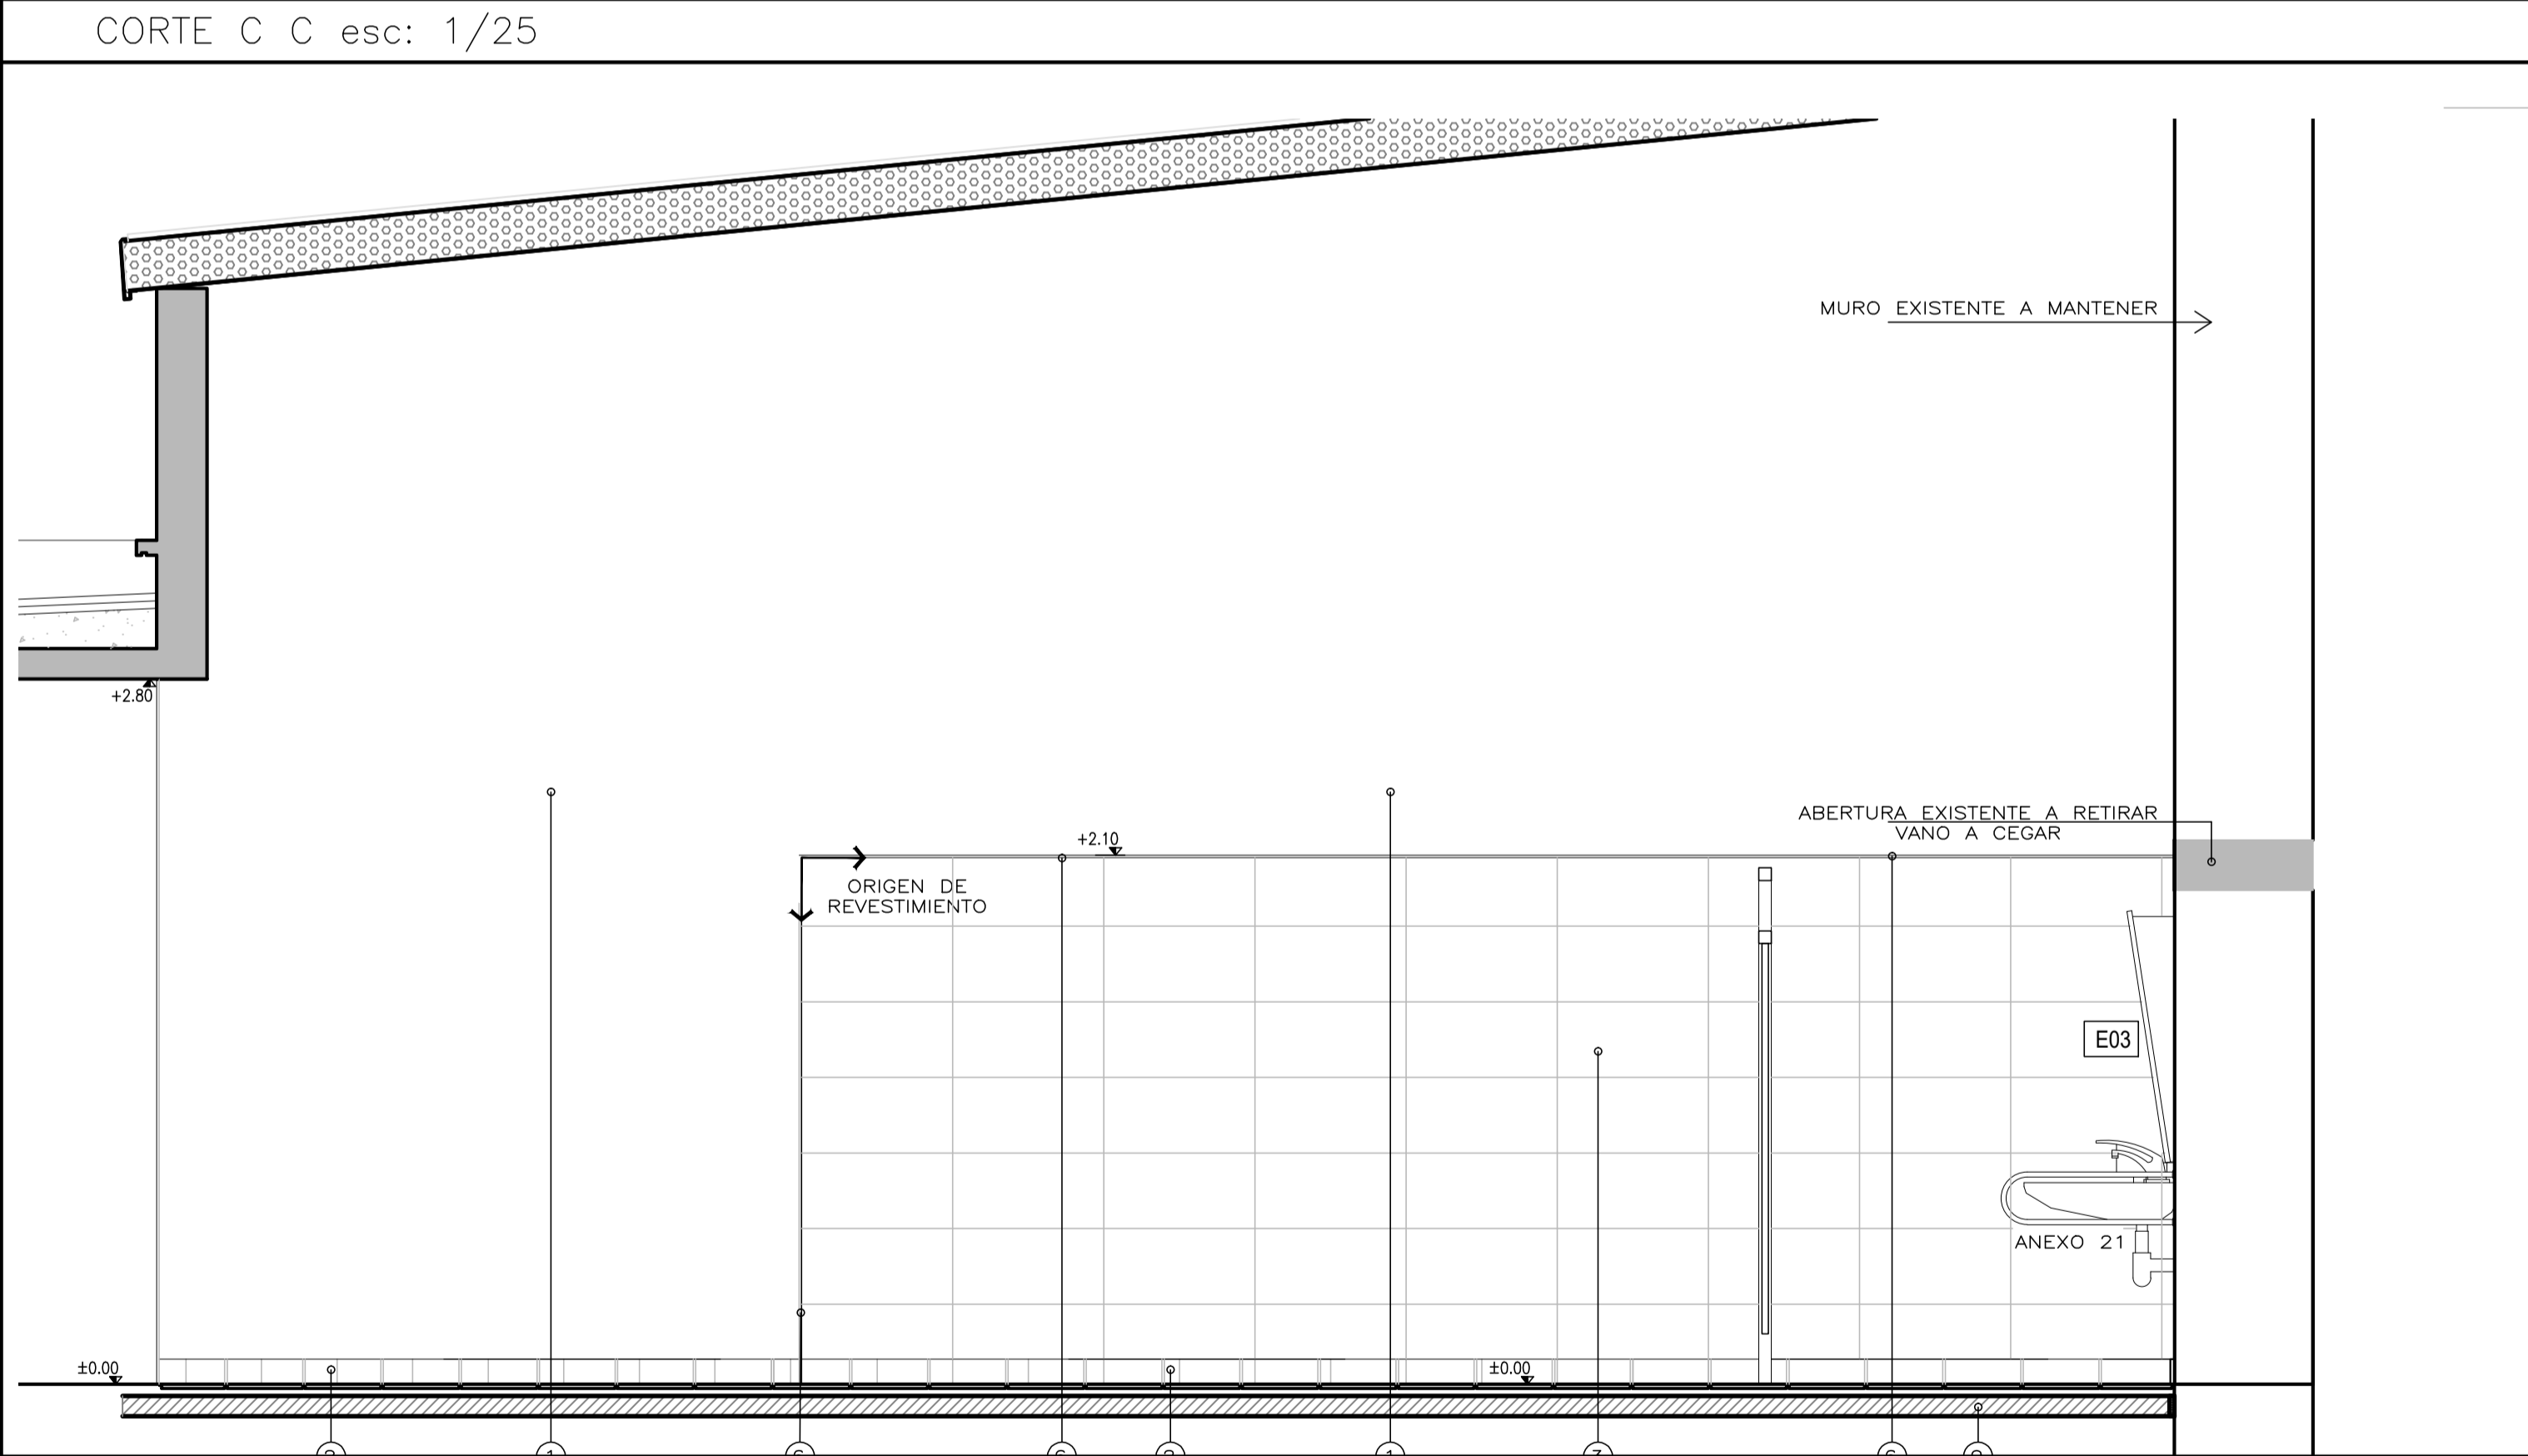 CORTE C C esc: 1/25
MURO EXISTENTE A MANTENER
+2.80
ABERTURA EXISTENTE A RETIRAR
VANO A CEGAR
+2.10
ORIGEN DE
REVESTIMIENTO
E03
ANEXO 21
±0.00
±0.00